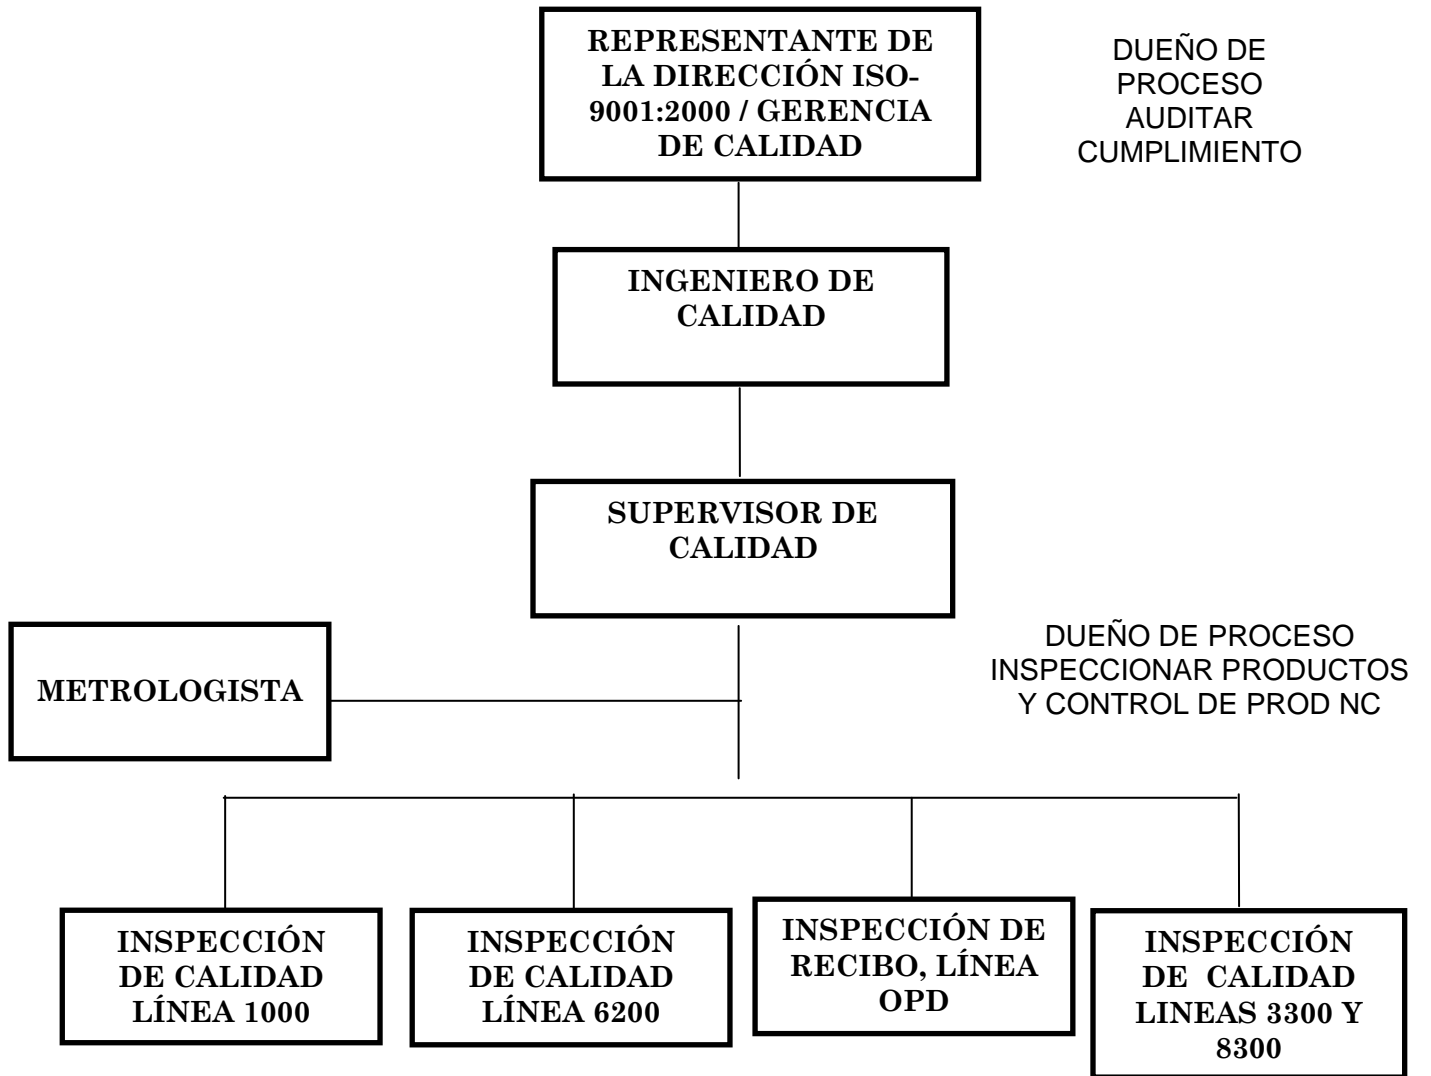 REPRESENTANTE DE
LA DIRECCIÓN ISO-
9001:2000 / GERENCIA
DE CALIDAD
DUEÑO DE
PROCESO
AUDITAR
CUMPLIMIENTO
INGENIERO DE
CALIDAD
SUPERVISOR DE
CALIDAD
METROLOGISTA
DUEÑO DE PROCESO
INSPECCIONAR PRODUCTOS
Y CONTROL DE PROD NC
INSPECCIÓN
DE CALIDAD
LÍNEA 1000
INSPECCIÓN
DE CALIDAD
LÍNEA 6200
INSPECCIÓN DE
RECIBO, LÍNEA
OPD
INSPECCIÓN
DE CALIDAD
LINEAS 3300 Y
8300